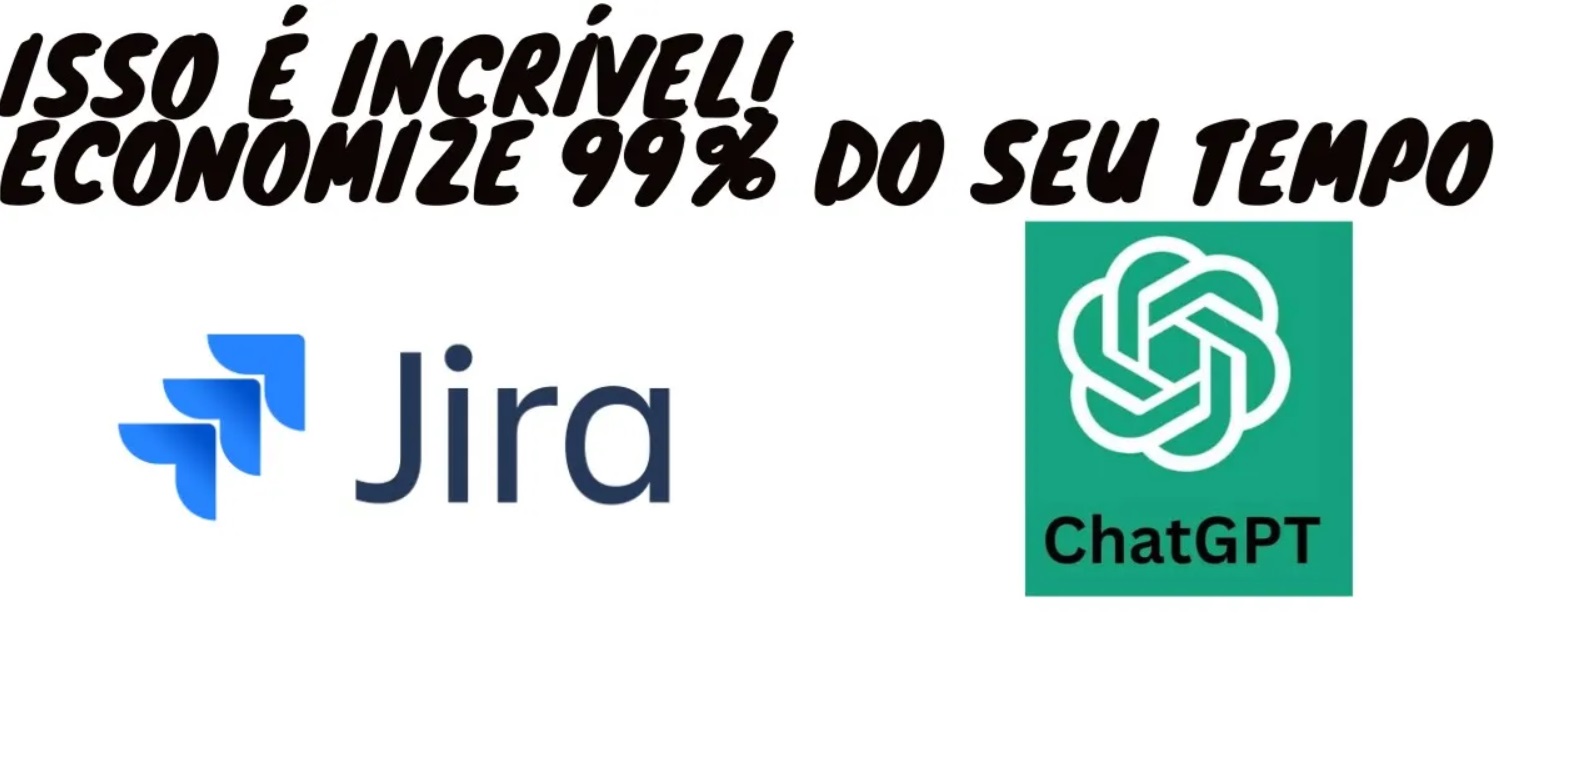 ISSO É INCRÍVEL!
ECONOMIZE 99% DO SEU TEMPO
Jira
ChatGPT